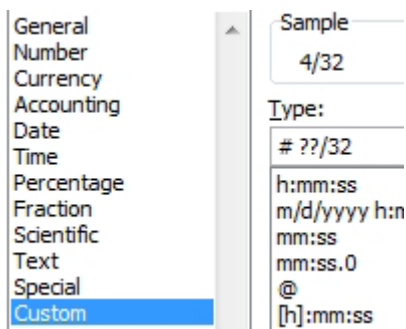 General
Number
Currency
Accounting
Date
Time
Percentage
Fraction
Scientific
Text
Special
Custom
Sample
4/32
Type:
# ??/32
h:mm:ss
m/d/yyyy h:m
mm:ss
mm:ss.0
@
[h]:mm:ss